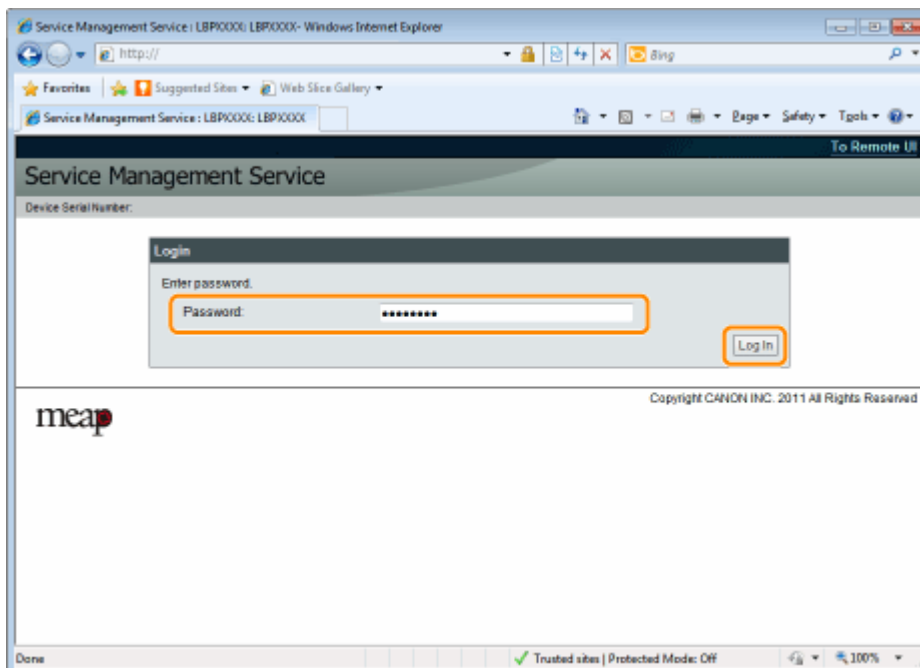 Service Management Service : LBPXXXX: LBPXXXX- Windows Internet Explorer
http://
Bing
Favorites Suggested Sites Web Slice Gallery
Service Management Service : LBPXXXX: LBPXXXX Page Safety Tools
To Remote UI
Service Management Service
Device Serial Number:
Login
Enter password.
Password: ••••••••
Log In
Copyright CANON INC. 2011 All Rights Reserved
meap
Done Trusted sites | Protected Mode: Off 100%